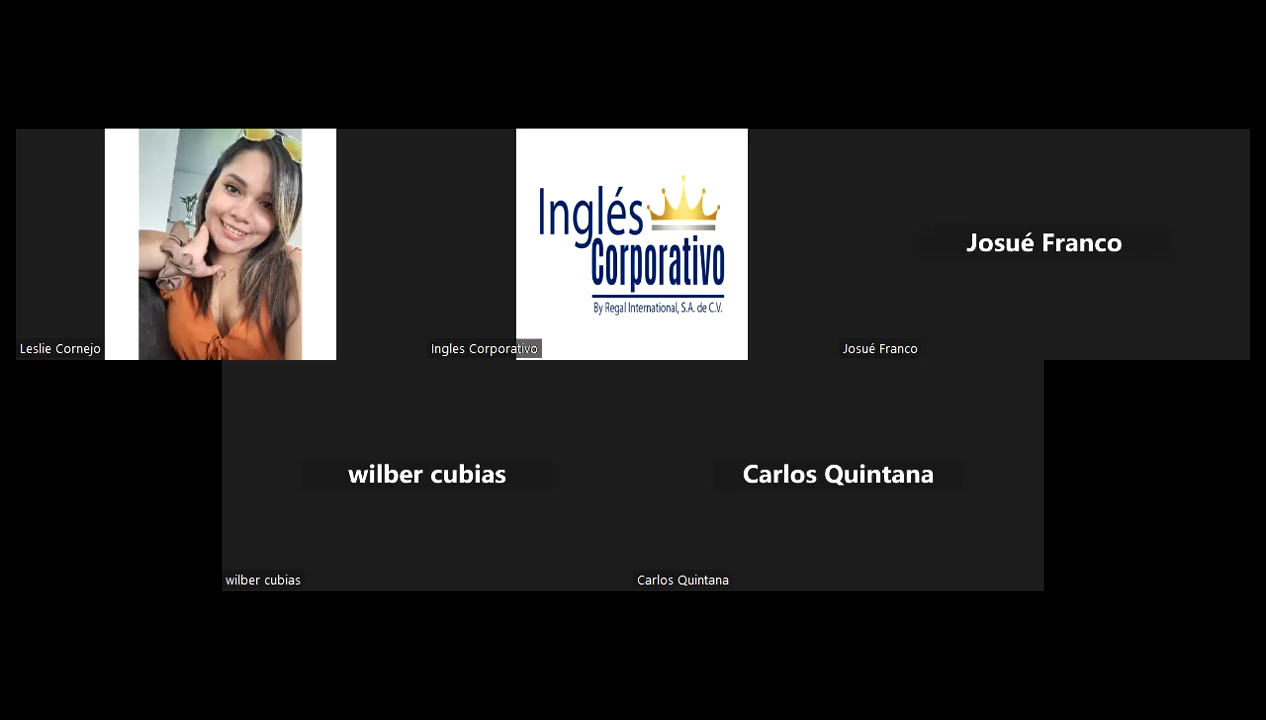 Inglés
Corporativo
By Regal International, S.A. de C.V.
Josué Franco
Leslie Cornejo
Ingles Corporativo
Josué Franco
wilber cubias
Carlos Quintana
wilber cubias
Carlos Quintana